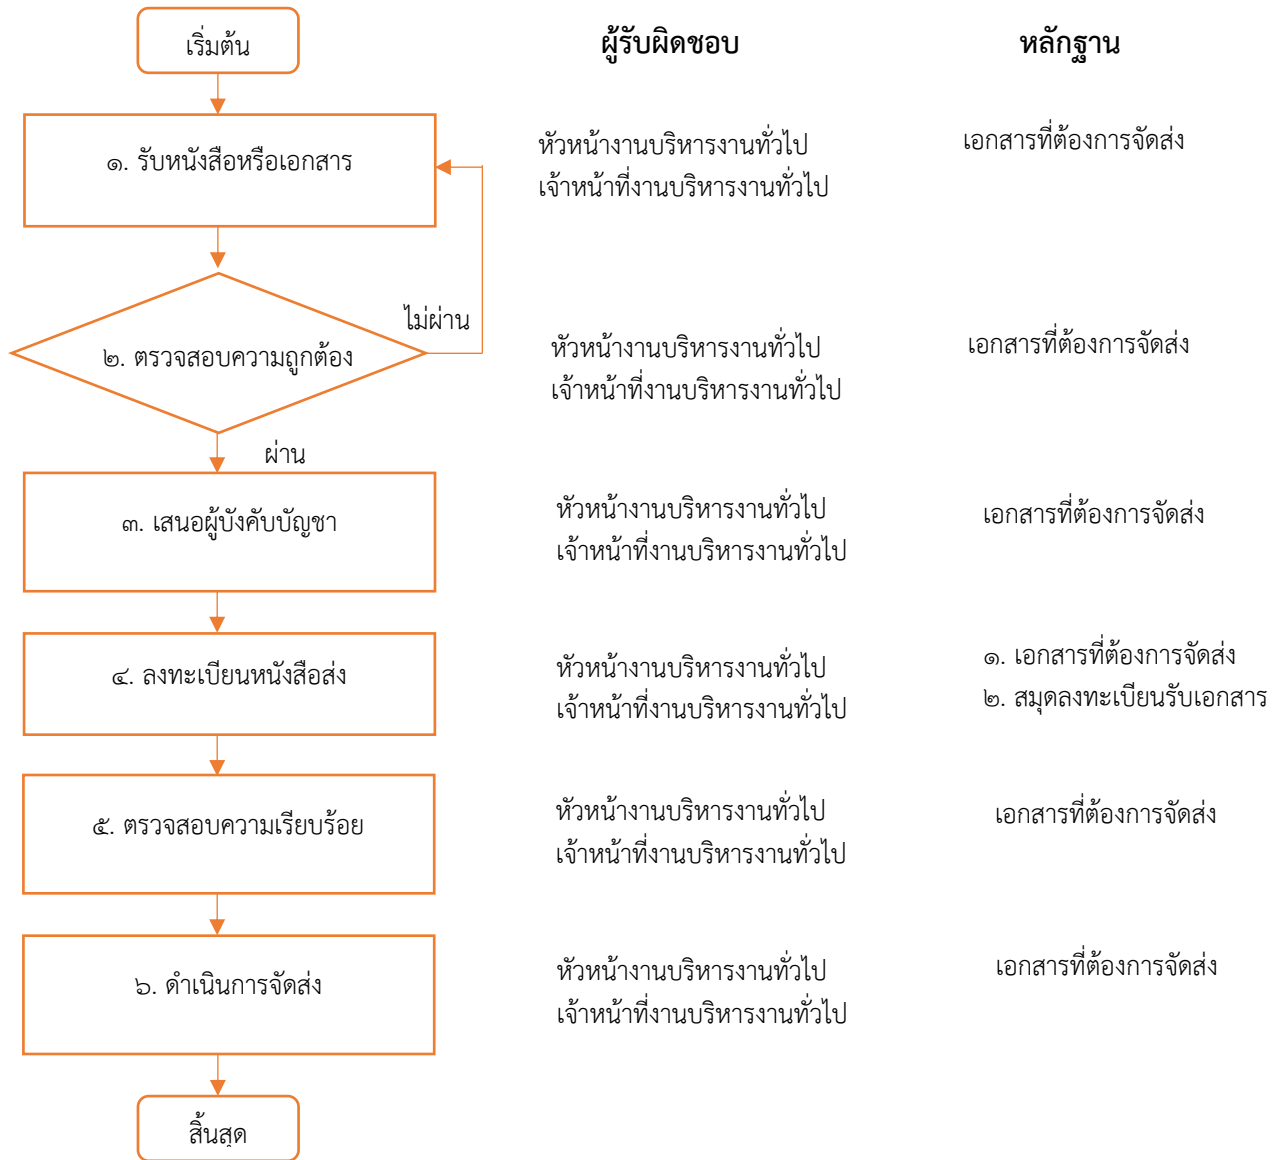 เริ่มต้น
ผู้รับผิดชอบ
หลักฐาน
๑. รับหนังสือหรือเอกสาร
หัวหน้างานบริหารงานทั่วไป
เจ้าหน้าที่งานบริหารงานทั่วไป
เอกสารที่ต้องการจัดส่ง
ไม่ผ่าน
๒. ตรวจสอบความถูกต้อง
หัวหน้างานบริหารงานทั่วไป
เจ้าหน้าที่งานบริหารงานทั่วไป
เอกสารที่ต้องการจัดส่ง
ผ่าน
๓. เสนอผู้บังคับบัญชา
หัวหน้างานบริหารงานทั่วไป
เจ้าหน้าที่งานบริหารงานทั่วไป
เอกสารที่ต้องการจัดส่ง
๔. ลงทะเบียนหนังสือส่ง
หัวหน้างานบริหารงานทั่วไป
เจ้าหน้าที่งานบริหารงานทั่วไป
๑. เอกสารที่ต้องการจัดส่ง
๒. สมุดลงทะเบียนรับเอกสาร
๕. ตรวจสอบความเรียบร้อย
หัวหน้างานบริหารงานทั่วไป
เจ้าหน้าที่งานบริหารงานทั่วไป
เอกสารที่ต้องการจัดส่ง
๖. ดำเนินการจัดส่ง
หัวหน้างานบริหารงานทั่วไป
เจ้าหน้าที่งานบริหารงานทั่วไป
เอกสารที่ต้องการจัดส่ง
สิ้นสุด